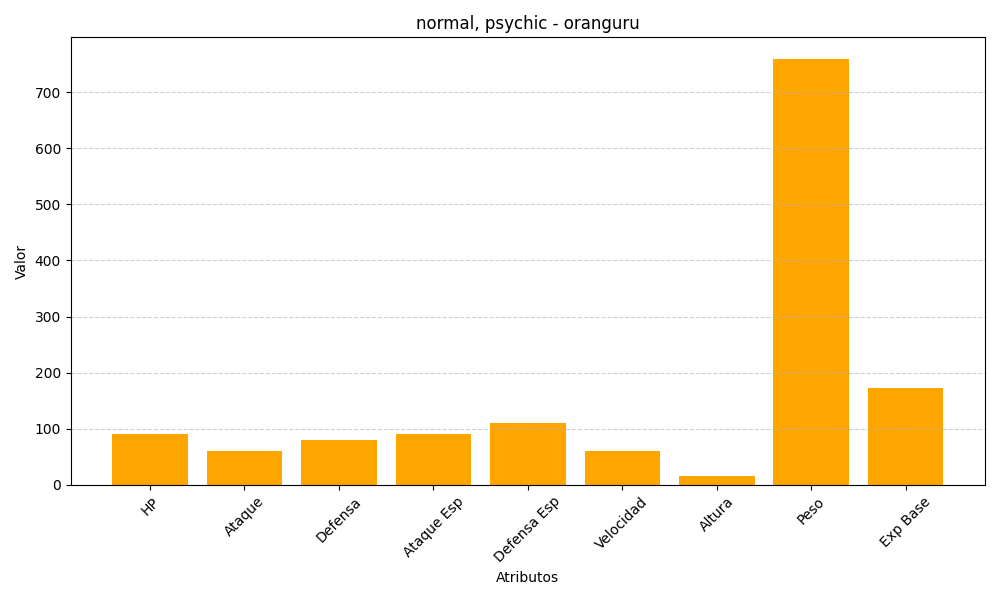 normal, psychic - oranguru
Valor
700
600
500
400
300
200
100
0
HP
Ataque
Defensa
Ataque Esp
Defensa Esp
Velocidad
Altura
Peso
Exp Base
Atributos